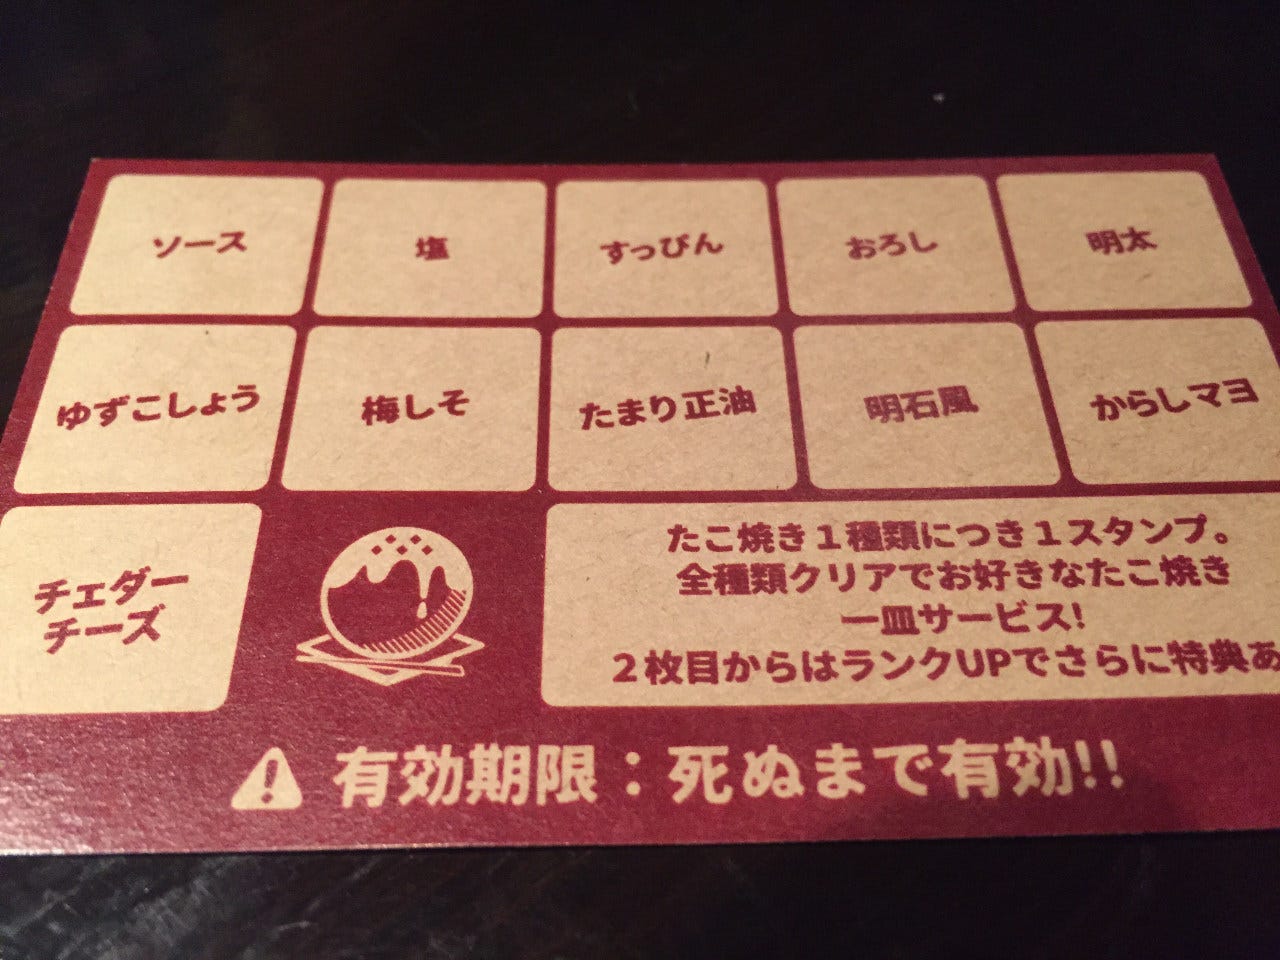 ソース
塩
すっぴん
おろし
明太
ゆずこしょう
梅しそ
たまり正油
明石風
からしマヨ
チェダー
チーズ
たこ焼き1種類につき1スタンプ。
全種類クリアでお好きなたこ焼き
一皿サービス!
2枚目からはランクUPでさらに特典あ
有効期限：死ぬまで有効!!